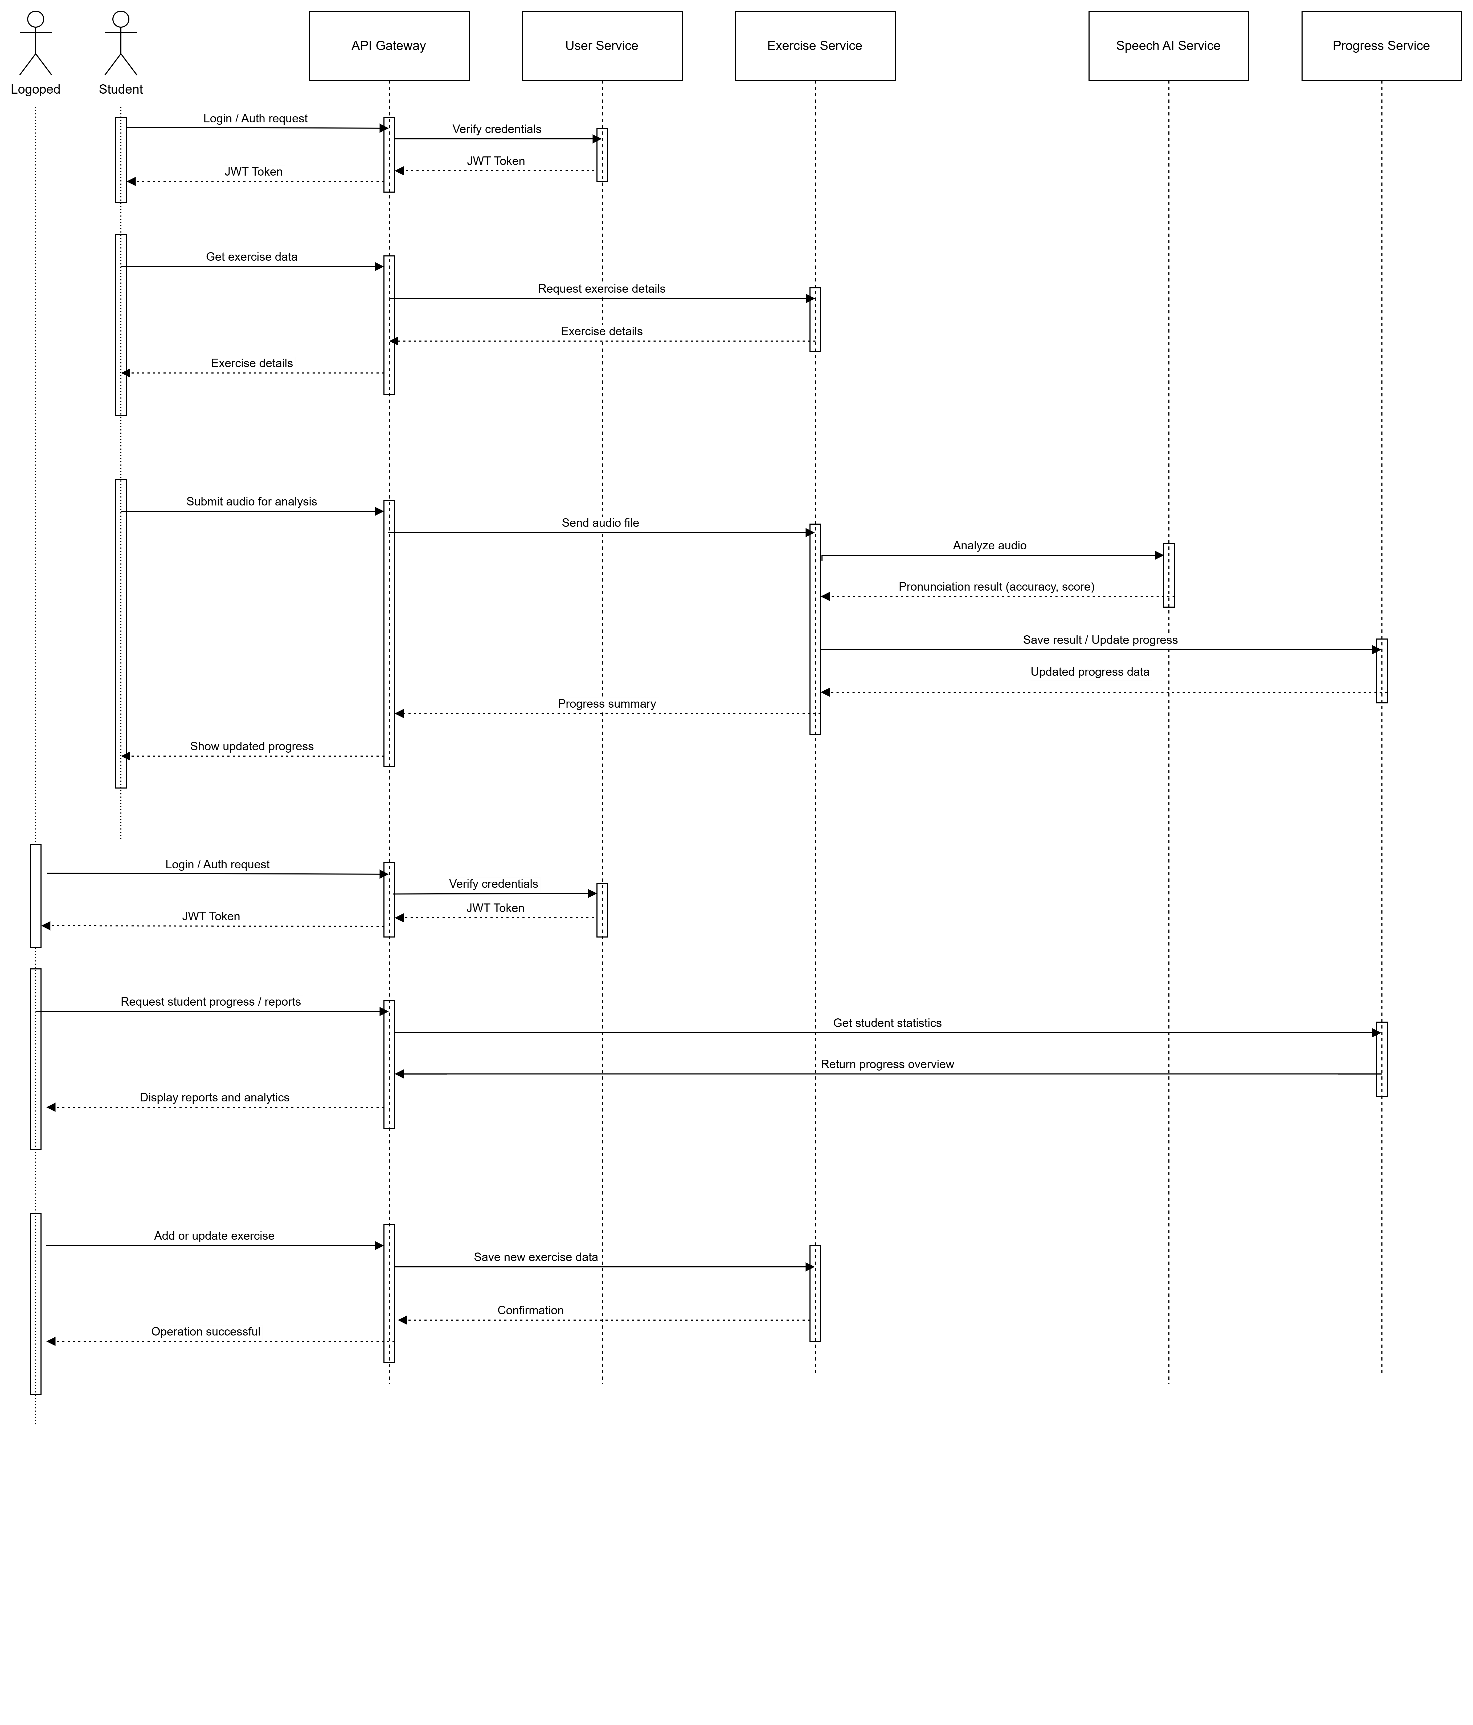 Logoped
Student
API Gateway
User Service
Exercise Service
Speech AI Service
Progress Service
Login / Auth request
Verify credentials
JWT Token
JWT Token
Get exercise data
Request exercise details
Exercise details
Exercise details
Submit audio for analysis
Send audio file
Analyze audio
Pronunciation result (accuracy, score)
Save result / Update progress
Updated progress data
Progress summary
Show updated progress
Login / Auth request
Verify credentials
JWT Token
JWT Token
Request student progress / reports
Get student statistics
Return progress overview
Display reports and analytics
Add or update exercise
Save new exercise data
Confirmation
Operation successful